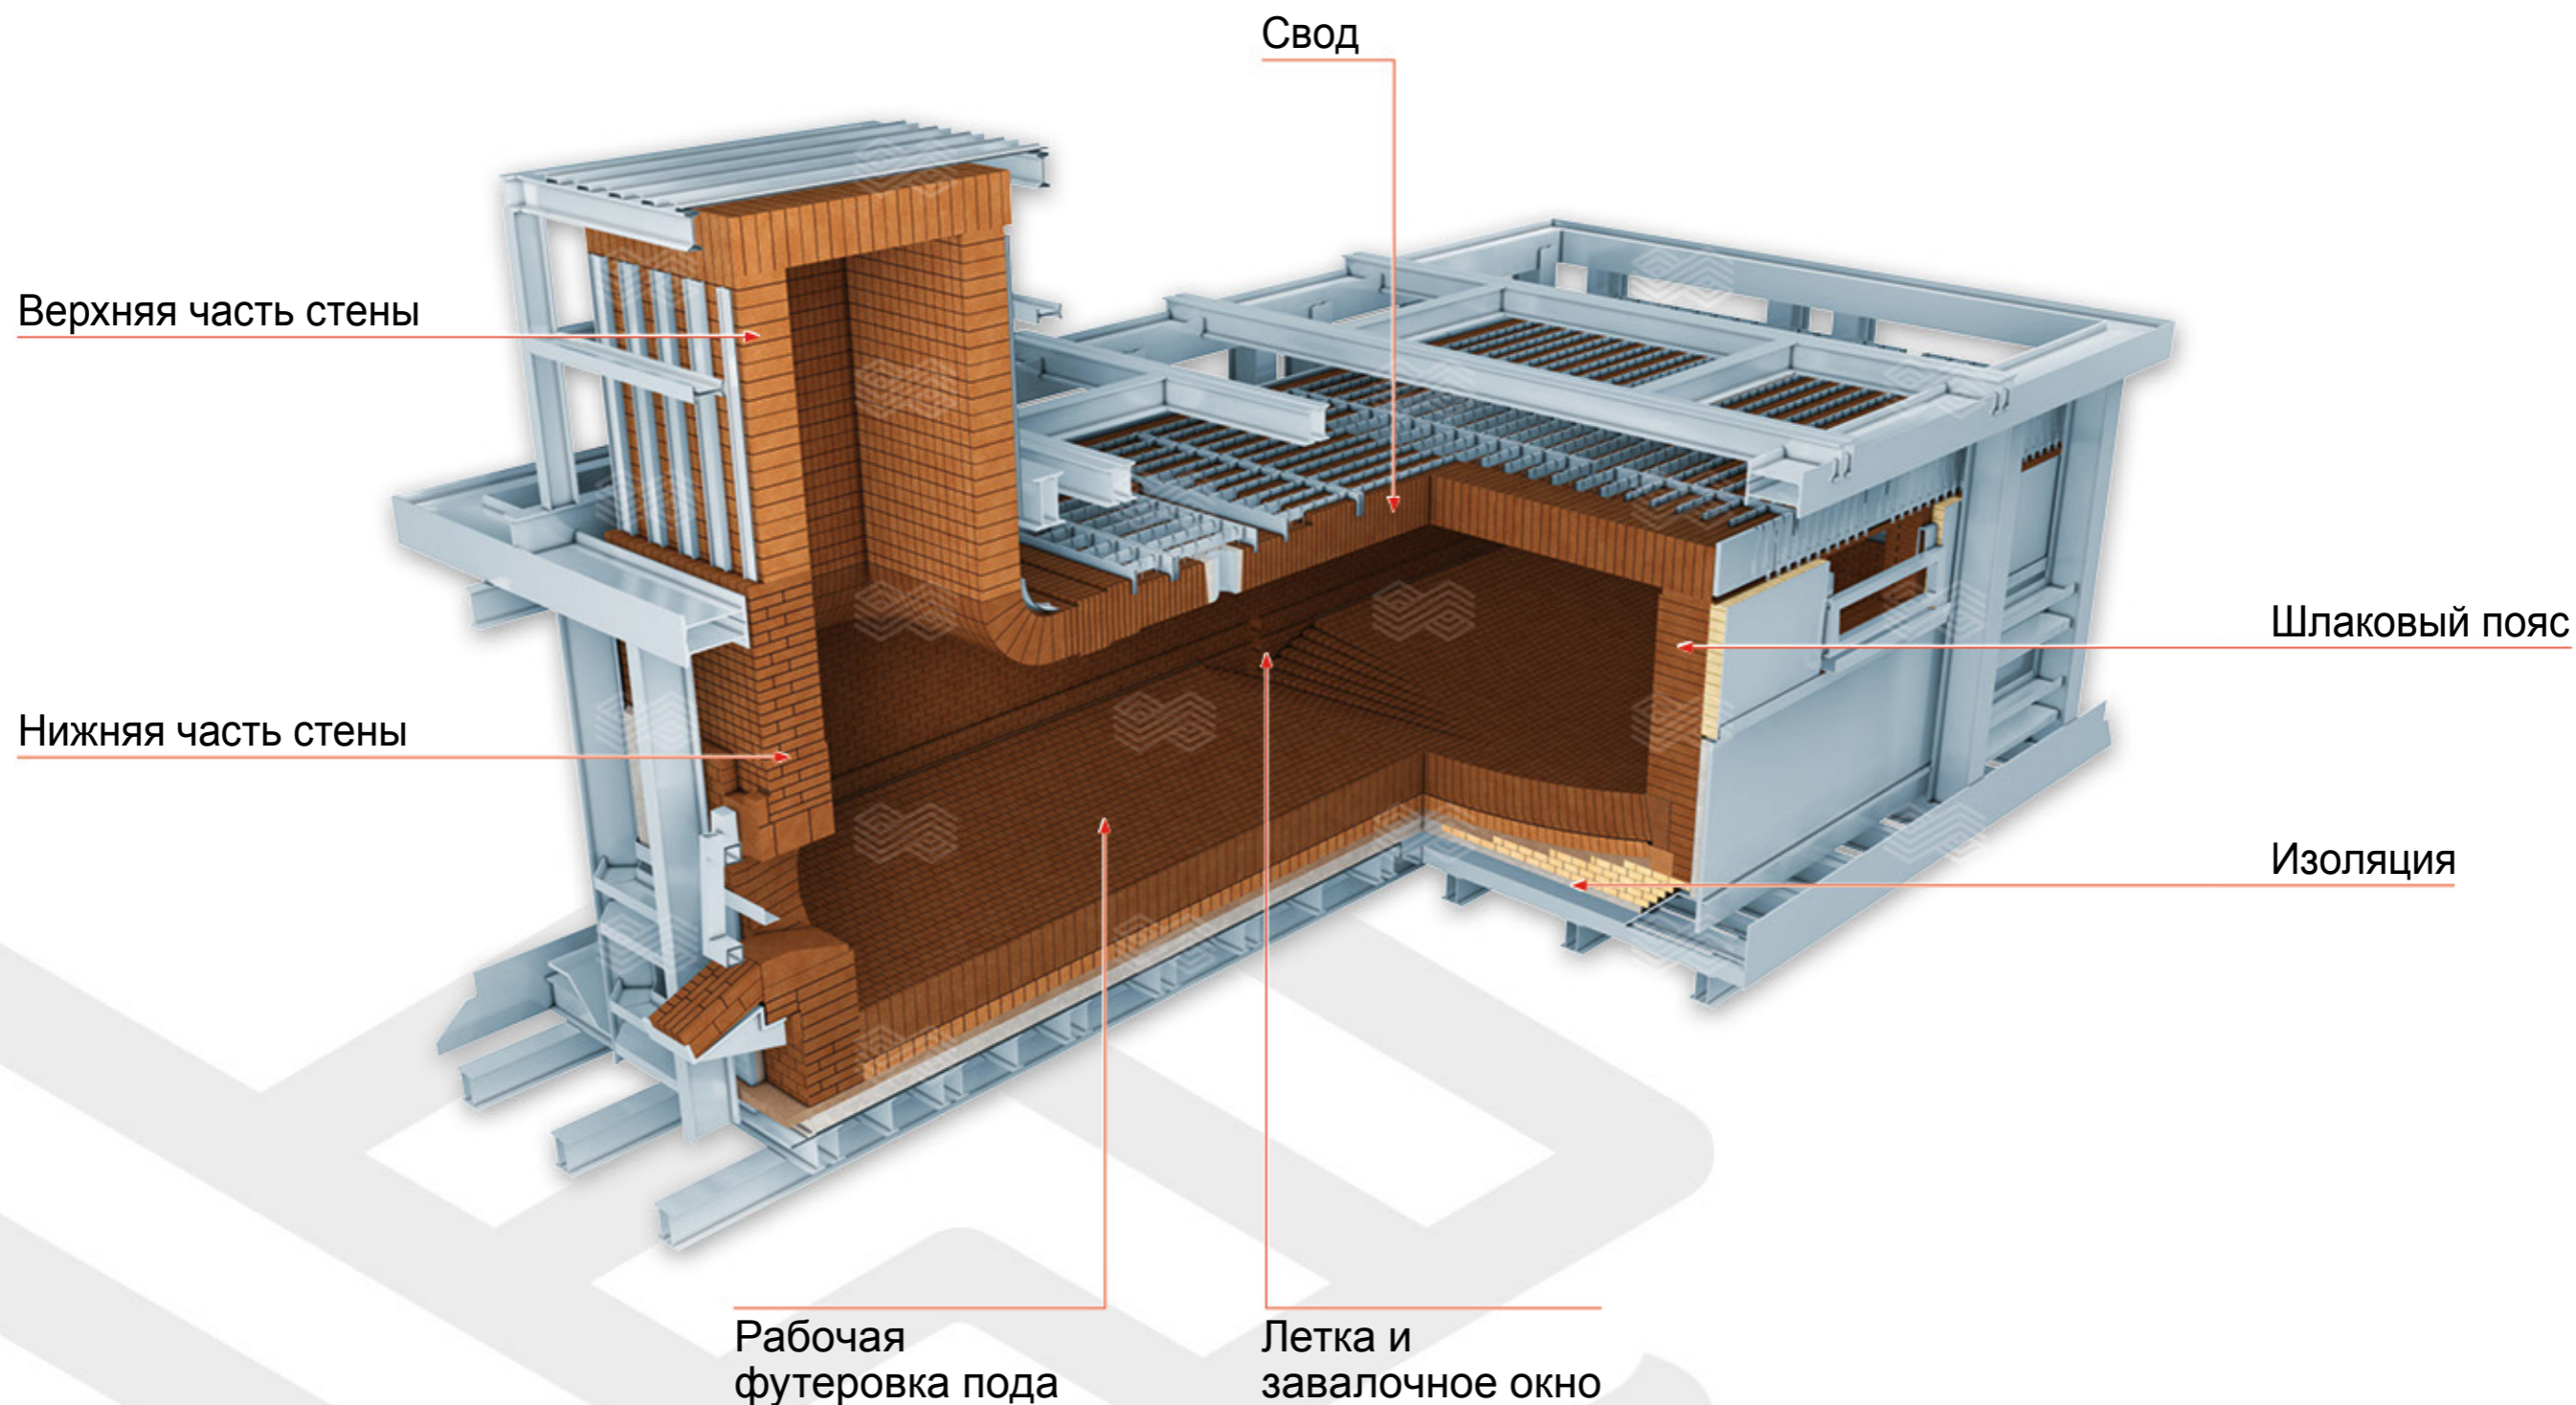 Свод
Верхняя часть стены
Шлаковый пояс
Нижняя часть стены
Изоляция
Рабочая
футеровка пода
Летка и
завалочное окно